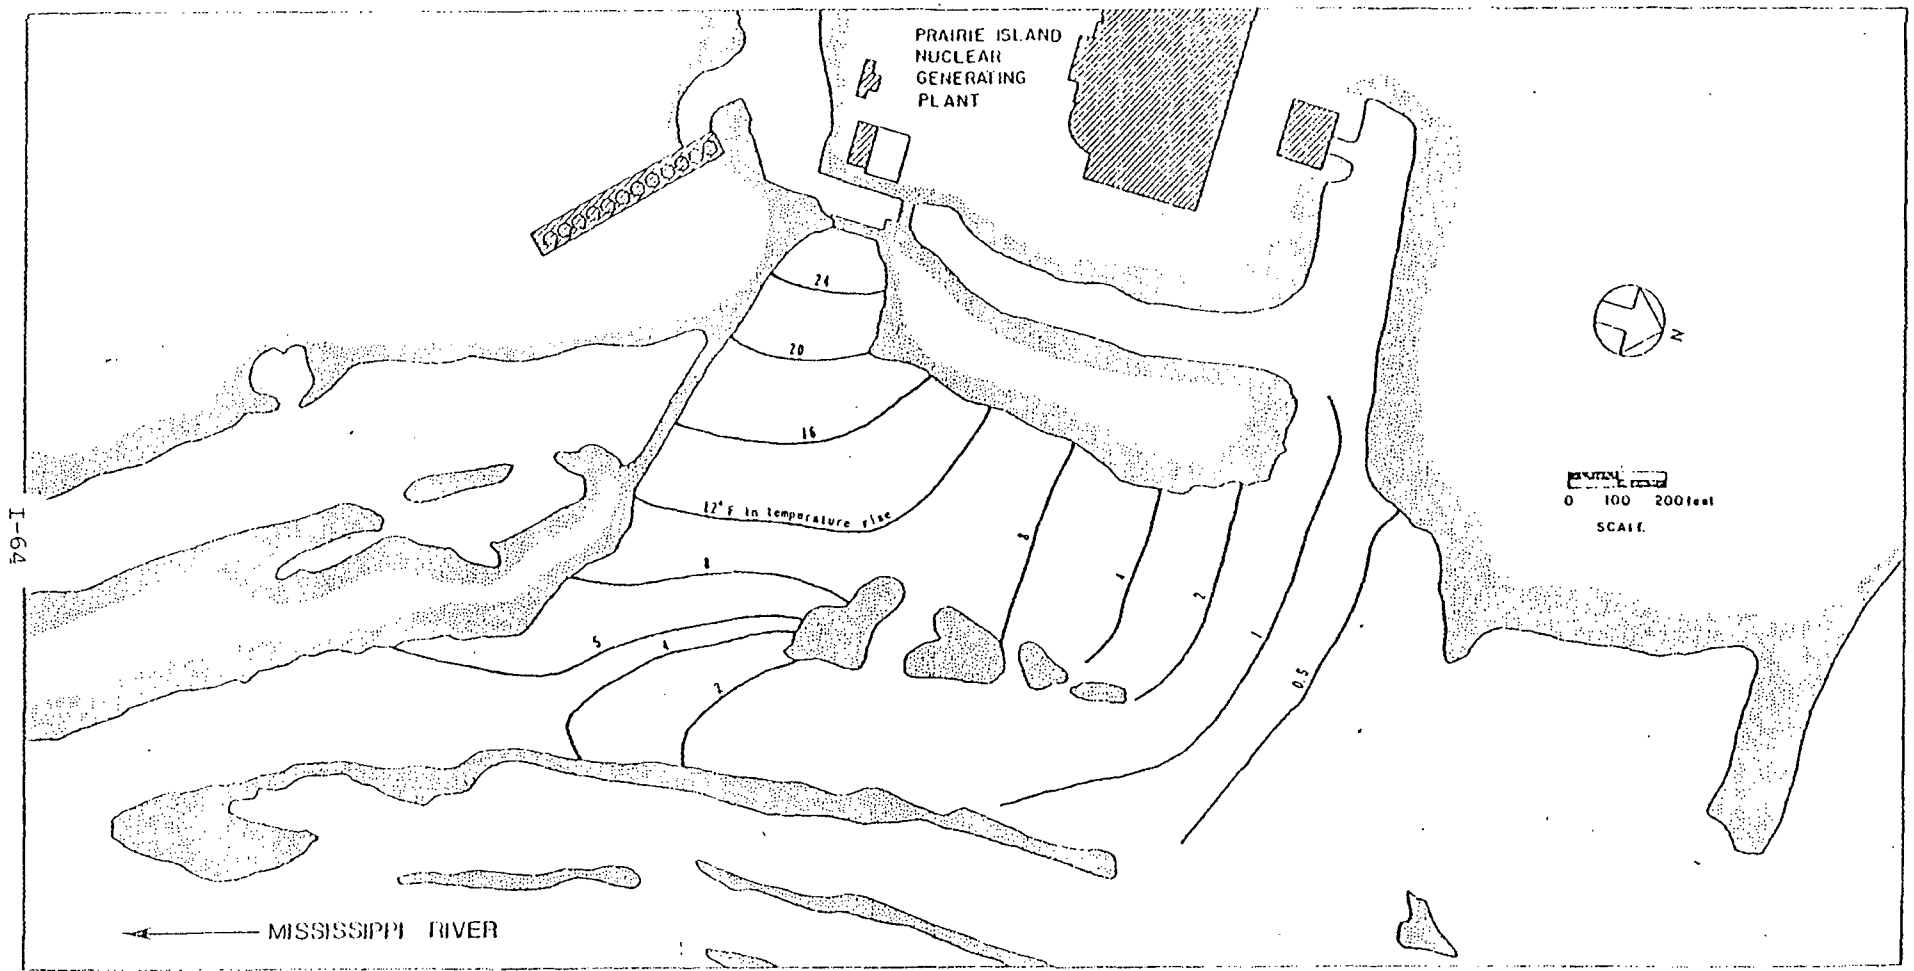 PRAIRIE ISLAND
NUCLEAR
GENERATING
PLANT
24
20
16
12° F in temperature rise
8
8
4
2
5
4
2
1
0.5
N
0 100 200 feet
SCALE
I-64
MISSISSIPPI RIVER